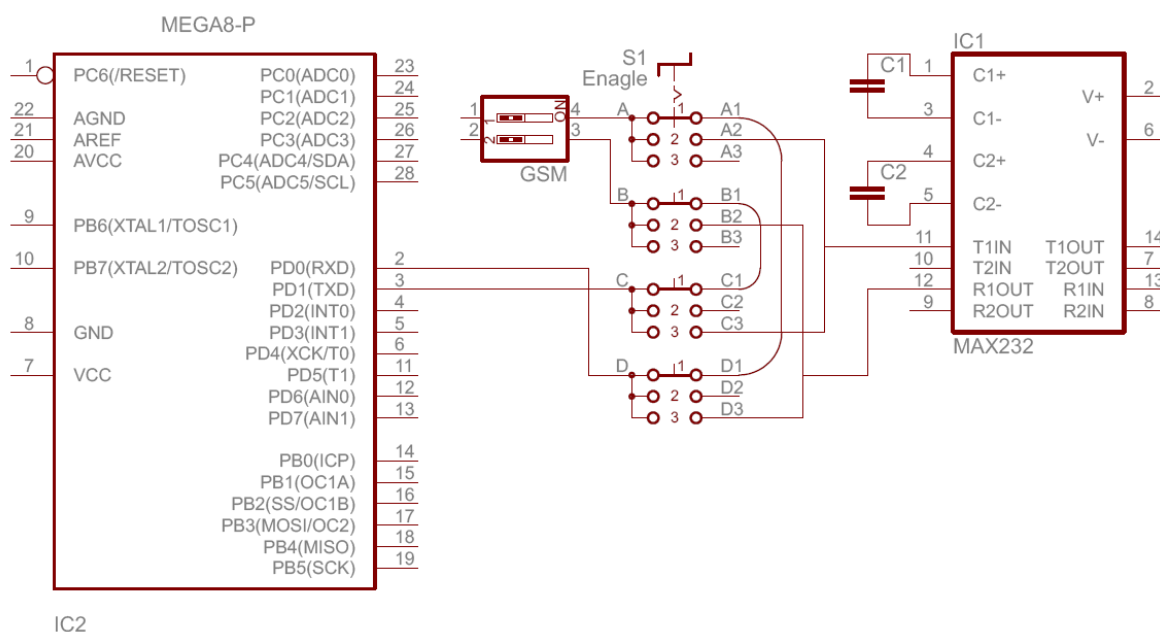 MEGA8-P
1 PC6(/RESET) PC0(ADC0) 23
PC1(ADC1) 24
22 AGND PC2(ADC2) 25
21 AREF PC3(ADC3) 26
20 AVCC PC4(ADC4/SDA) 27
PC5(ADC5/SCL) 28
9 PB6(XTAL1/TOSC1)
10 PB7(XTAL2/TOSC2) PD0(RXD) 2
PD1(TXD) 3
PD2(INT0) 4
8 GND PD3(INT1) 5
PD4(XCK/T0) 6
7 VCC PD5(T1) 11
PD6(AIN0) 12
PD7(AIN1) 13
PB0(ICP) 14
PB1(OC1A) 15
PB2(SS/OC1B) 16
PB3(MOSI/OC2) 17
PB4(MISO) 18
PB5(SCK) 19
IC2
1 1 ON 4
2 2 3
GSM
S1
Enagle
A 1 A1
2 A2
3 A3
B 1 B1
2 B2
3 B3
C 1 C1
2 C2
3 C3
D 1 D1
2 D2
3 D3
C1
C2
IC1
1 C1+
V+ 2
3 C1-
V- 6
4 C2+
5 C2-
11 T1IN T1OUT 14
10 T2IN T2OUT 7
12 R1OUT R1IN 13
9 R2OUT R2IN 8
MAX232